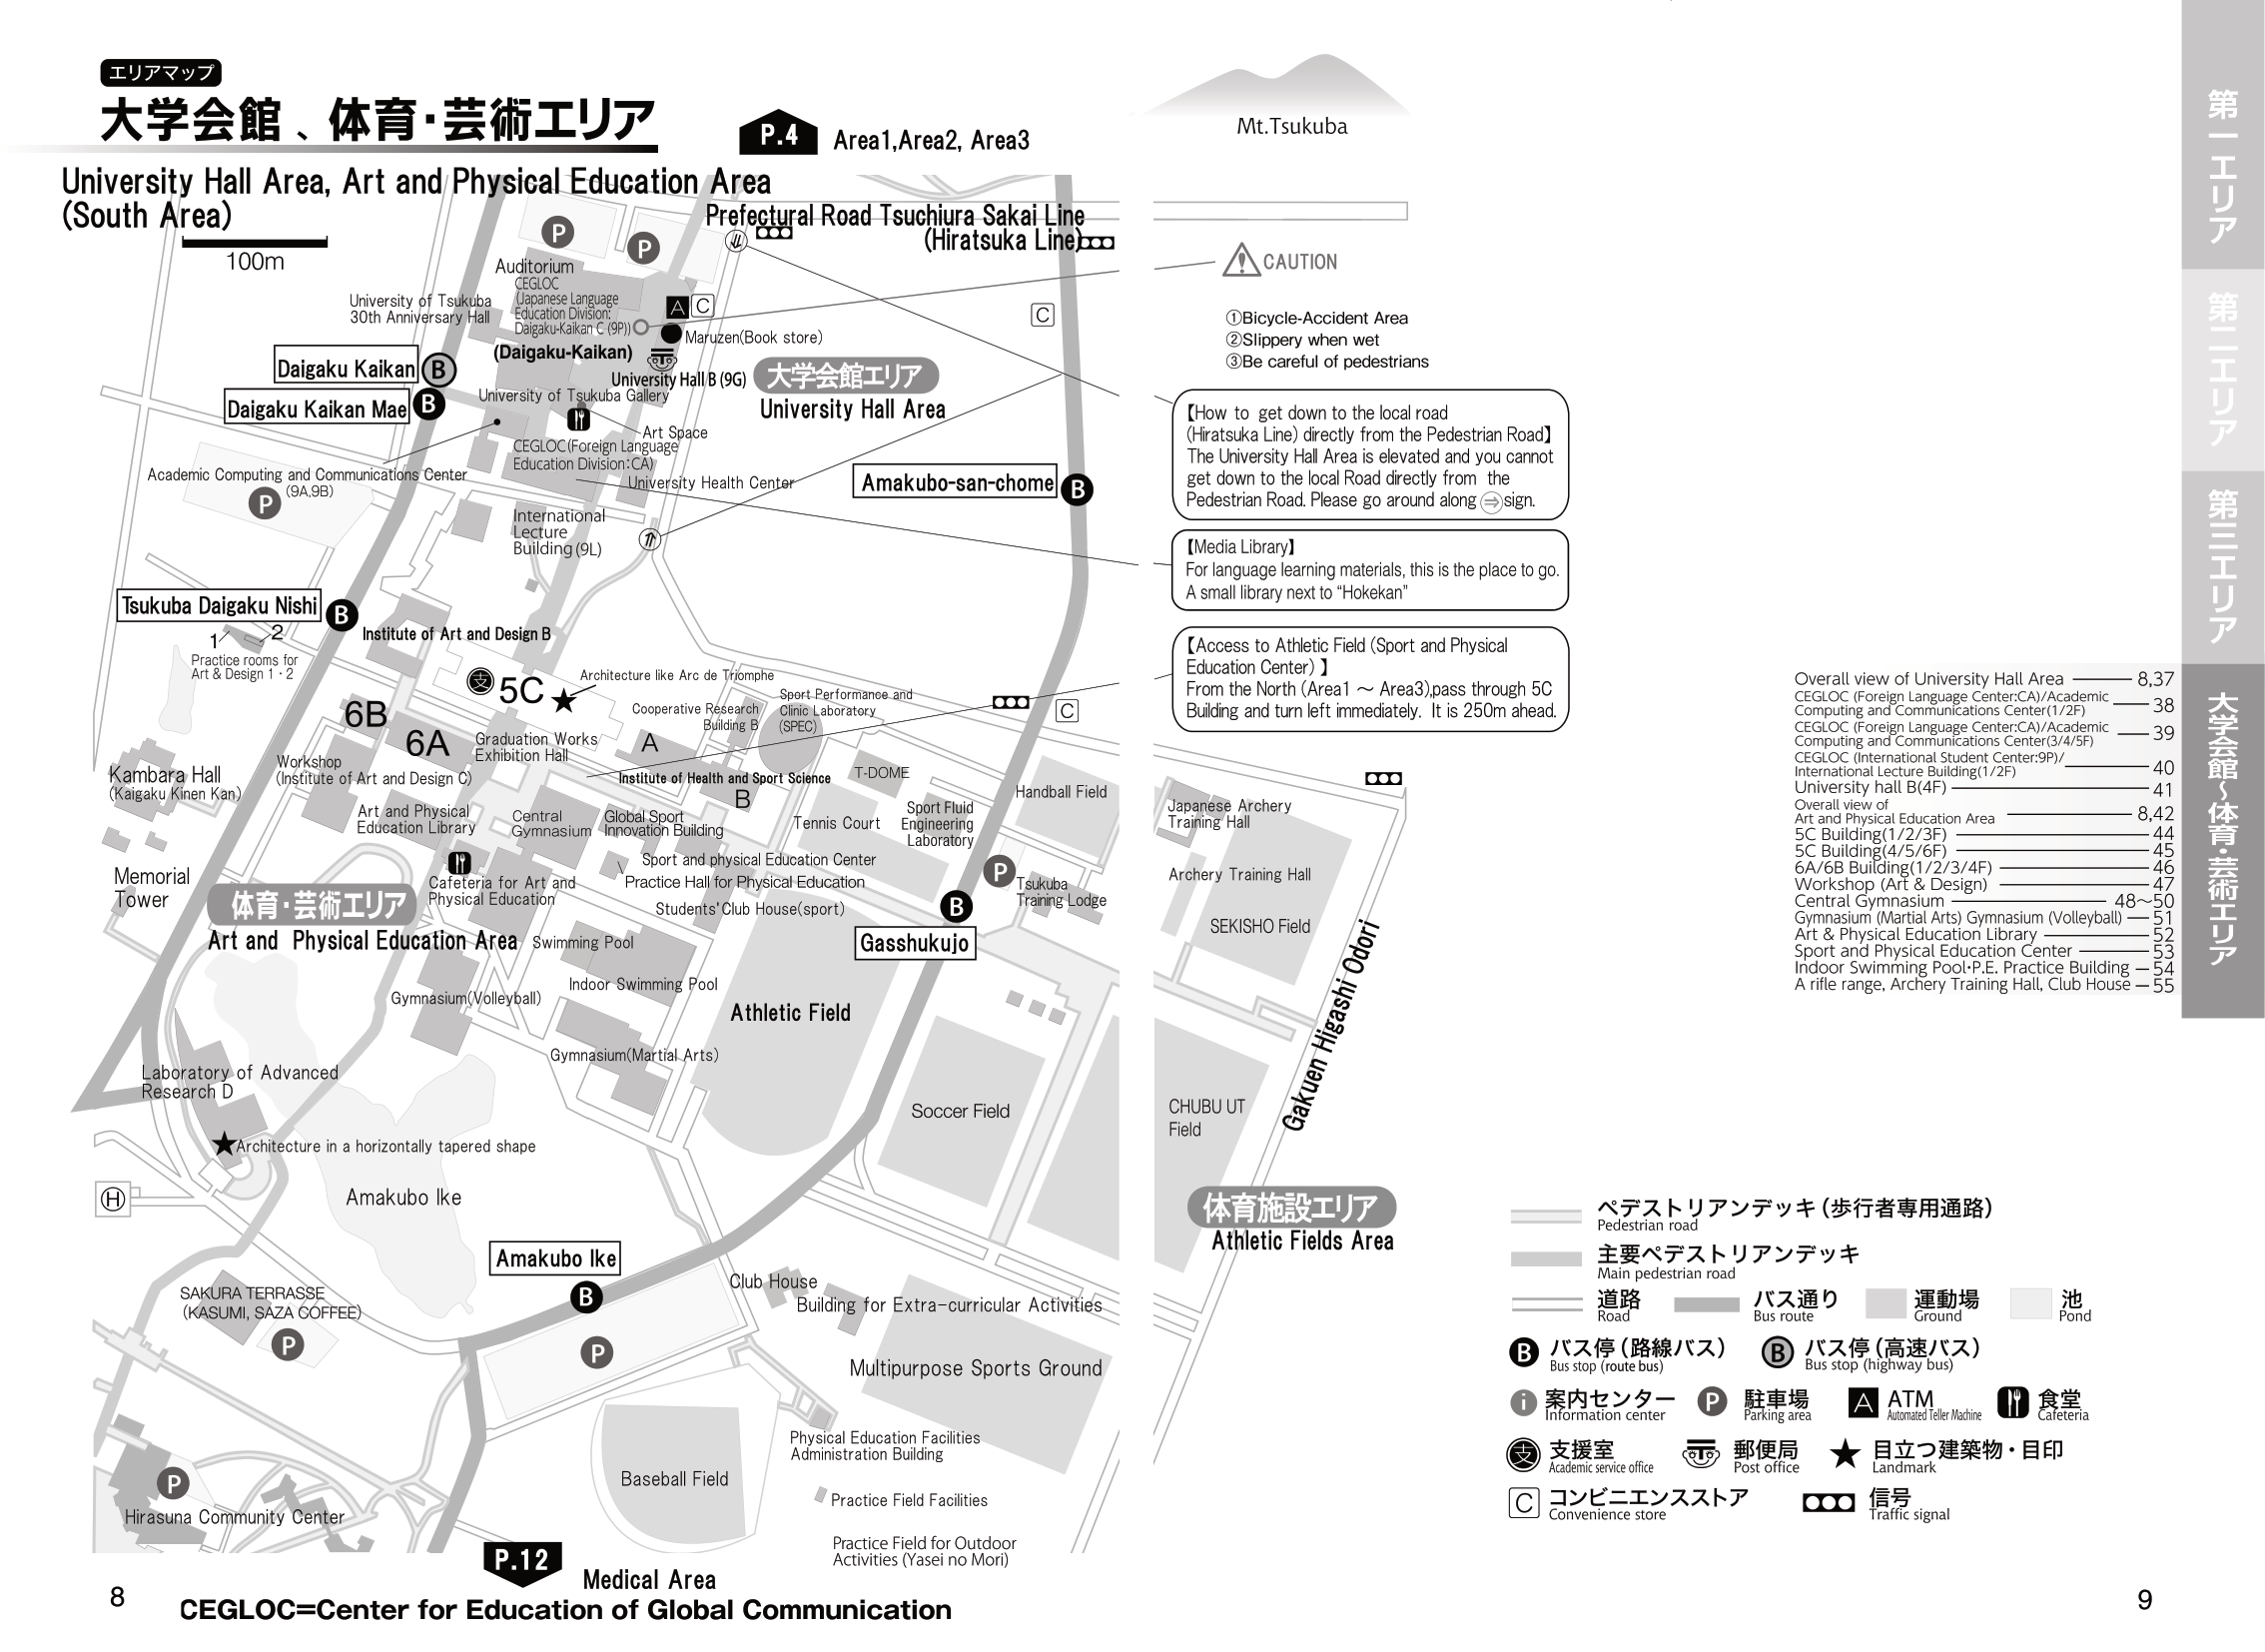 エリアマップ
大学会館、体育・芸術エリア
University Hall Area, Art and Physical Education Area
(South Area)
100m
P.4
Area1,Area2, Area3
Mt.Tsukuba
Prefectural Road Tsuchiura Sakai Line
(Hiratsuka Line)
P
P
Auditorium
CEGLOC
(Japanese Language
Education Division:
Daigaku-Kaikan C (9P))
University of Tsukuba
30th Anniversary Hall
A
C
C
Maruzen(Book store)
(Daigaku-Kaikan)
Daigaku Kaikan
B
Daigaku Kaikan Mae
B
University Hall B (9G)
大学会館エリア
University Hall Area
University of Tsukuba Gallery
Art Space
CEGLOC(Foreign Language
Education Division:CA)
Academic Computing and Communications Center
(9A,9B)
P
University Health Center
Amakubo-san-chome
B
International
Lecture
Building (9L)
Tsukuba Daigaku Nishi
B
1
2
Practice rooms for
Art & Design 1・2
Institute of Art and Design B
支
5C
Architecture like Arc de Triomphe
6B
6A
Graduation Works
Exhibition Hall
Cooperative Research
Building B
Sport Performance and
Clinic Laboratory
(SPEC)
C
A
Institute of Health and Sport Science
B
T-DOME
Workshop
(Institute of Art and Design C)
Kambara Hall
(Kaigaku Kinen Kan)
Art and Physical
Education Library
Central
Gymnasium
Global Sport
Innovation Building
Tennis Court
Sport Fluid
Engineering
Laboratory
Handball Field
Japanese Archery
Training Hall
Sport and physical Education Center
Practice Hall for Physical Education
Students' Club House(sport)
Cafeteria for Art and
Physical Education
Memorial
Tower
P
Tsukuba
Training Lodge
B
Gasshukujo
Archery Training Hall
SEKISHO Field
体育・芸術エリア
Art and Physical Education Area
Swimming Pool
Indoor Swimming Pool
Gymnasium(Volleyball)
Athletic Field
Gymnasium(Martial Arts)
Gakuen Higashi Odori
Laboratory of Advanced
Research D
Architecture in a horizontally tapered shape
Soccer Field
CHUBU UT
Field
H
Amakubo Ike
体育施設エリア
Athletic Fields Area
Amakubo Ike
B
SAKURA TERRASSE
(KASUMI, SAZA COFFEE)
P
P
Club House
Building for Extra-curricular Activities
Multipurpose Sports Ground
Physical Education Facilities
Administration Building
Baseball Field
Practice Field Facilities
Practice Field for Outdoor
Activities (Yasei no Mori)
P
Hirasuna Community Center
P.12
Medical Area
8
CEGLOC=Center for Education of Global Communication
CAUTION
①Bicycle-Accident Area
②Slippery when wet
③Be careful of pedestrians
【How to get down to the local road
(Hiratsuka Line) directly from the Pedestrian Road】
The University Hall Area is elevated and you cannot
get down to the local Road directly from the
Pedestrian Road. Please go around along ⇒ sign.
【Media Library】
For language learning materials, this is the place to go.
A small library next to “Hokekan”
【Access to Athletic Field (Sport and Physical
Education Center) 】
From the North (Area1 ～ Area3),pass through 5C
Building and turn left immediately. It is 250m ahead.
Overall view of University Hall Area 8,37
CEGLOC (Foreign Language Center:CA)/Academic
Computing and Communications Center(1/2F) 38
CEGLOC (Foreign Language Center:CA)/Academic
Computing and Communications Center(3/4/5F) 39
CEGLOC (International Student Center:9P)/
International Lecture Building(1/2F) 40
University hall B(4F) 41
Overall view of
Art and Physical Education Area 8,42
5C Building(1/2/3F) 44
5C Building(4/5/6F) 45
6A/6B Building(1/2/3/4F) 46
Workshop (Art & Design) 47
Central Gymnasium 48～50
Gymnasium (Martial Arts) Gymnasium (Volleyball) 51
Art & Physical Education Library 52
Sport and Physical Education Center 53
Indoor Swimming Pool・P.E. Practice Building 54
A rifle range, Archery Training Hall, Club House 55
第一エリア
第二エリア
第三エリア
大学会館～体育・芸術エリア
ペデストリアンデッキ（歩行者専用通路）
Pedestrian road
主要ペデストリアンデッキ
Main pedestrian road
道路
Road
バス通り
Bus route
運動場
Ground
池
Pond
B
バス停（路線バス）
Bus stop (route bus)
B
バス停（高速バス）
Bus stop (highway bus)
i
案内センター
Information center
P
駐車場
Parking area
A
ATM
Automated Teller Machine
食堂
Cafeteria
支
支援室
Academic service office
郵便局
Post office
目立つ建築物・目印
Landmark
C
コンビニエンスストア
Convenience store
信号
Traffic signal
9